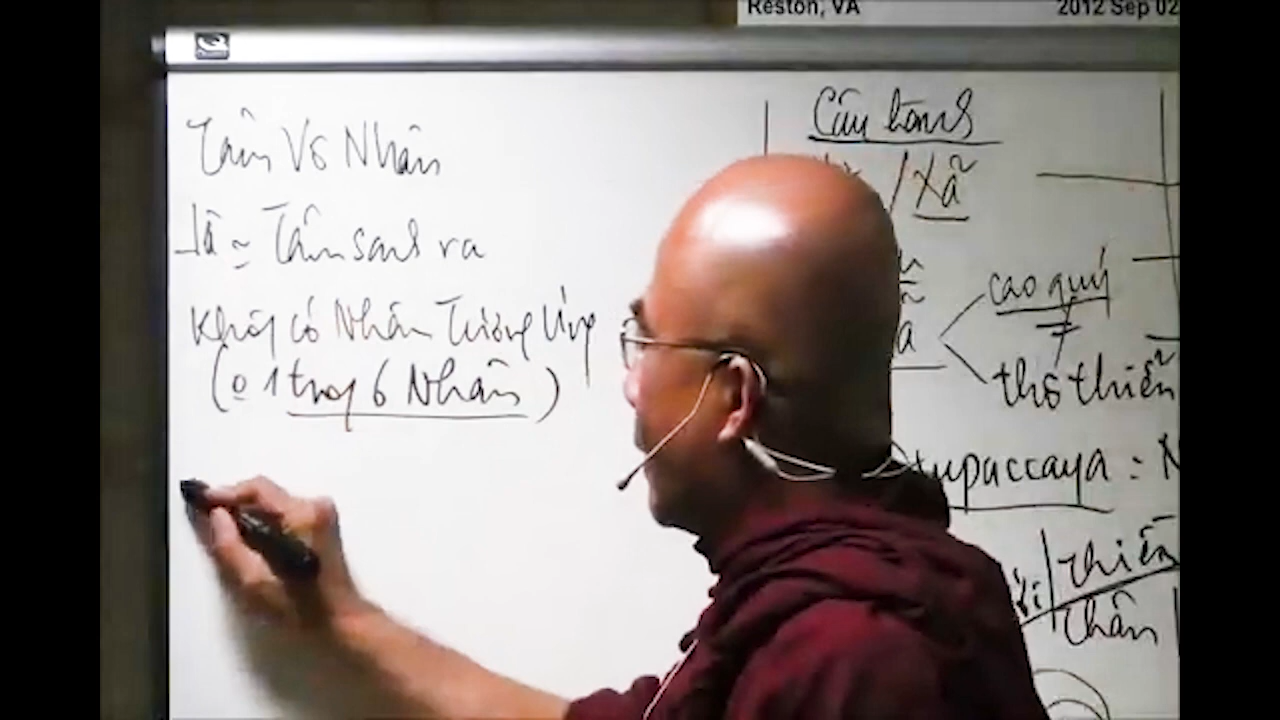 Reston, VA
2012 Sep 02
Tâm Vô Nhân
là = Tâm sanh ra
Không có Nhân Tương Ưng
(0 1 trong 6 Nhân)
Câu hành
/ Xả
cao quý
≠
thô thiển
upaccaya : N
thiền
chân